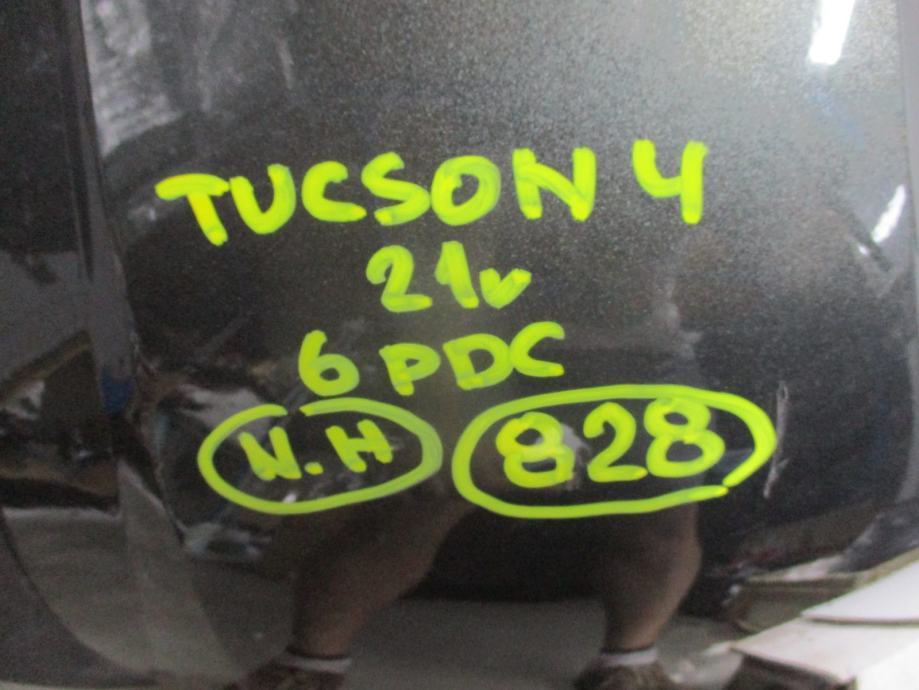 TUCSON 4
21v
6 PDC
N.H 828